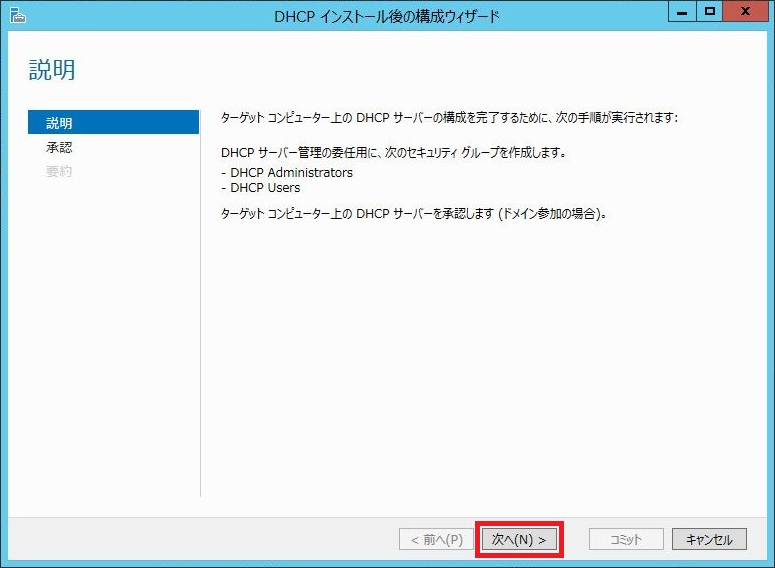 DHCP インストール後の構成ウィザード
説明
説明
承認
要約
ターゲット コンピューター上の DHCP サーバーの構成を完了するために、次の手順が実行されます:
DHCP サーバー管理の委任用に、次のセキュリティ グループを作成します。
- DHCP Administrators
- DHCP Users
ターゲット コンピューター上の DHCP サーバーを承認します (ドメイン参加の場合)。
< 前へ(P)
次へ(N) >
コミット
キャンセル